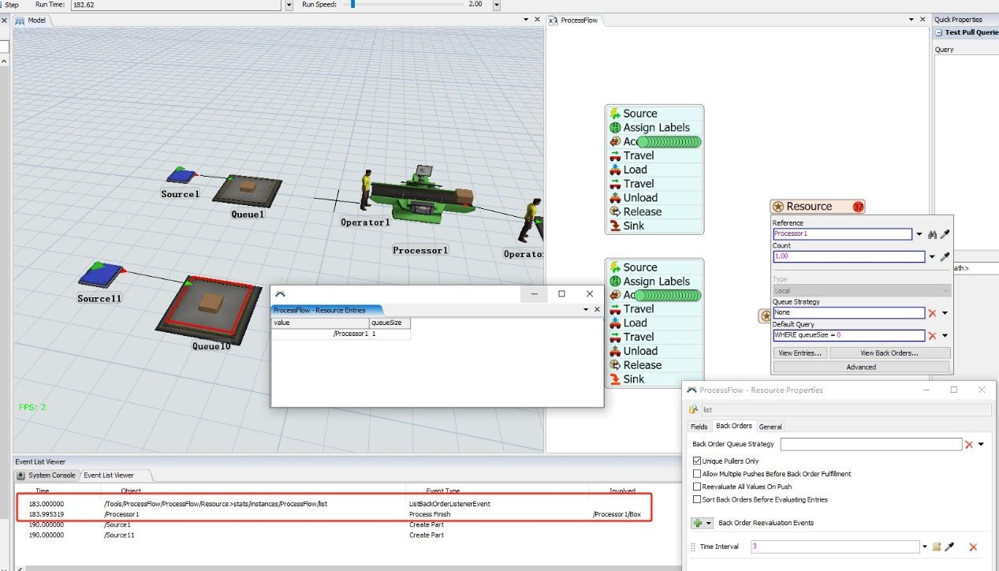 Step Run Time: 182.62 Run Speed: 2.00
Model
ProcessFlow
Quick Properties
Test Pull Querie
Query
Source1
Queue1
Operator1
Processor1
Operato
Source11
Queue10
FPS: 2
Source
Assign Labels
Ac
Travel
Load
Travel
Unload
Release
Sink
Source
Assign Labels
Ac
Travel
Load
Travel
Unload
Release
Sink
Resource 37
Reference
Processor1
Count
1.00
Type
Local
Queue Strategy
None
Default Query
WHERE queueSize = 0
View Entries... View Back Orders...
Advanced
ath>
ProcessFlow - Resource Entries
value queueSize
/Processor1 1
ProcessFlow - Resource Properties
list
Fields Back Orders General
Back Order Queue Strategy
Unique Pullers Only
Allow Multiple Pushes Before Back Order Fulfillment
Reevaluate All Values On Push
Sort Back Orders Before Evaluating Entries
Back Order Reevaluation Events
Time Interval 3
Event List Viewer
System Console Event List Viewer
Time Object Event Type Involved
183.000000 /Tools/ProcessFlow/ProcessFlow/Resource>stats/instances/ProcessFlow/list ListBackOrderListenerEvent
183.995319 /Processor1 Process Finish /Processor1/Box
190.000000 /Source1 Create Part
190.000000 /Source11 Create Part